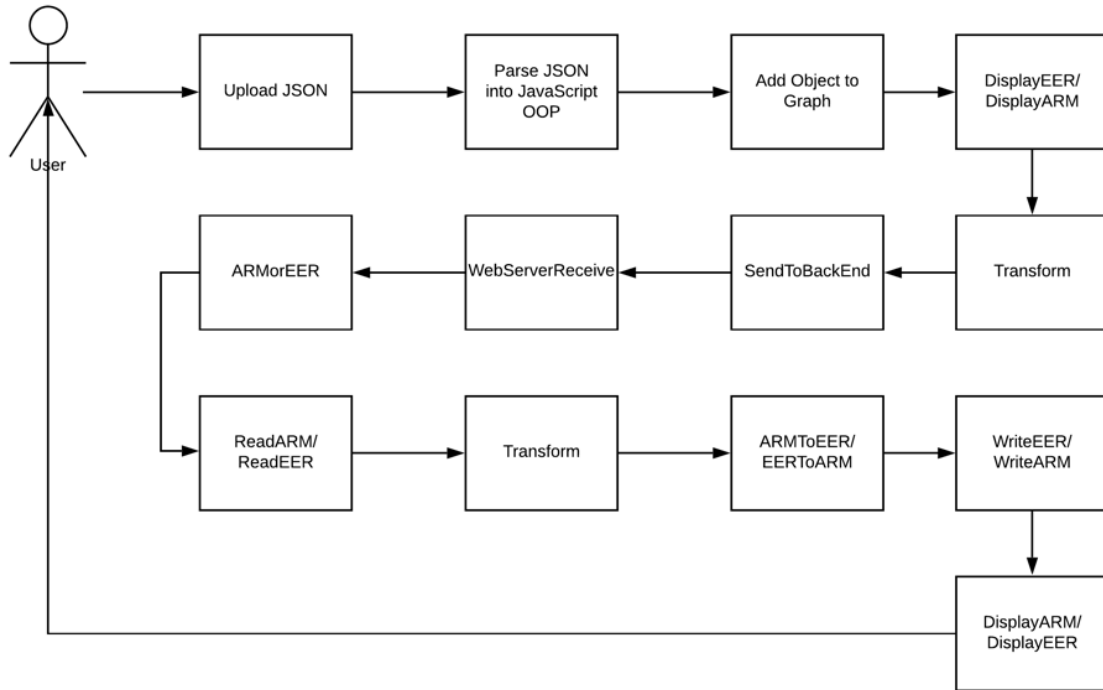 Upload JSON
Parse JSON
into JavaScript
OOP
Add Object to
Graph
DisplayEER/
DisplayARM
User
ARMorEER
WebServerReceive
SendToBackEnd
Transform
ReadARM/
ReadEER
Transform
ARMToEER/
EERToARM
WriteEER/
WriteARM
DisplayARM/
DisplayEER